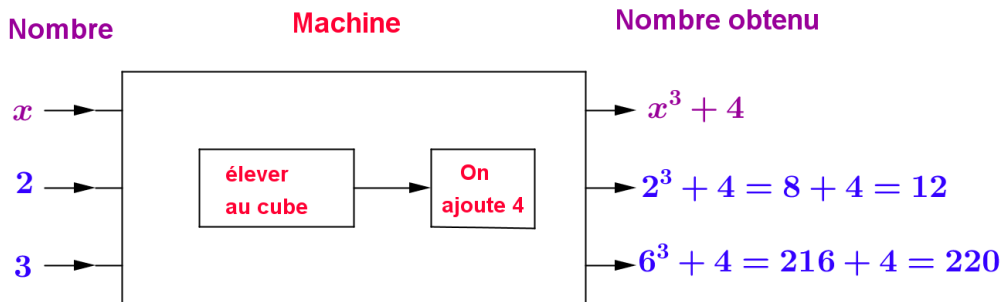 Nombre Machine Nombre obtenu
x x³ + 4
2 élever On 2³ + 4 = 8 + 4 = 12
au cube ajoute 4
3 6³ + 4 = 216 + 4 = 220